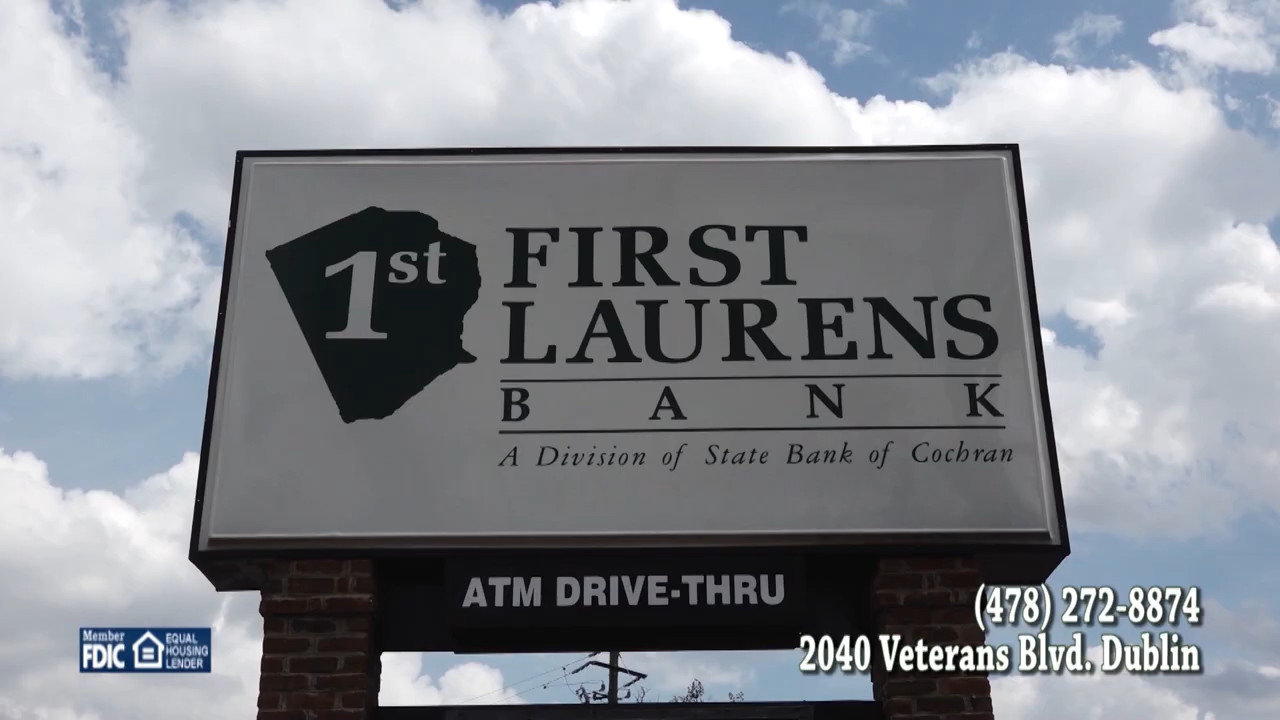 1st
FIRST
LAURENS
BANK
A Division of State Bank of Cochran
ATM DRIVE-THRU
(478) 272-8874
2040 Veterans Blvd. Dublin
Member
FDIC
EQUAL
HOUSING
LENDER